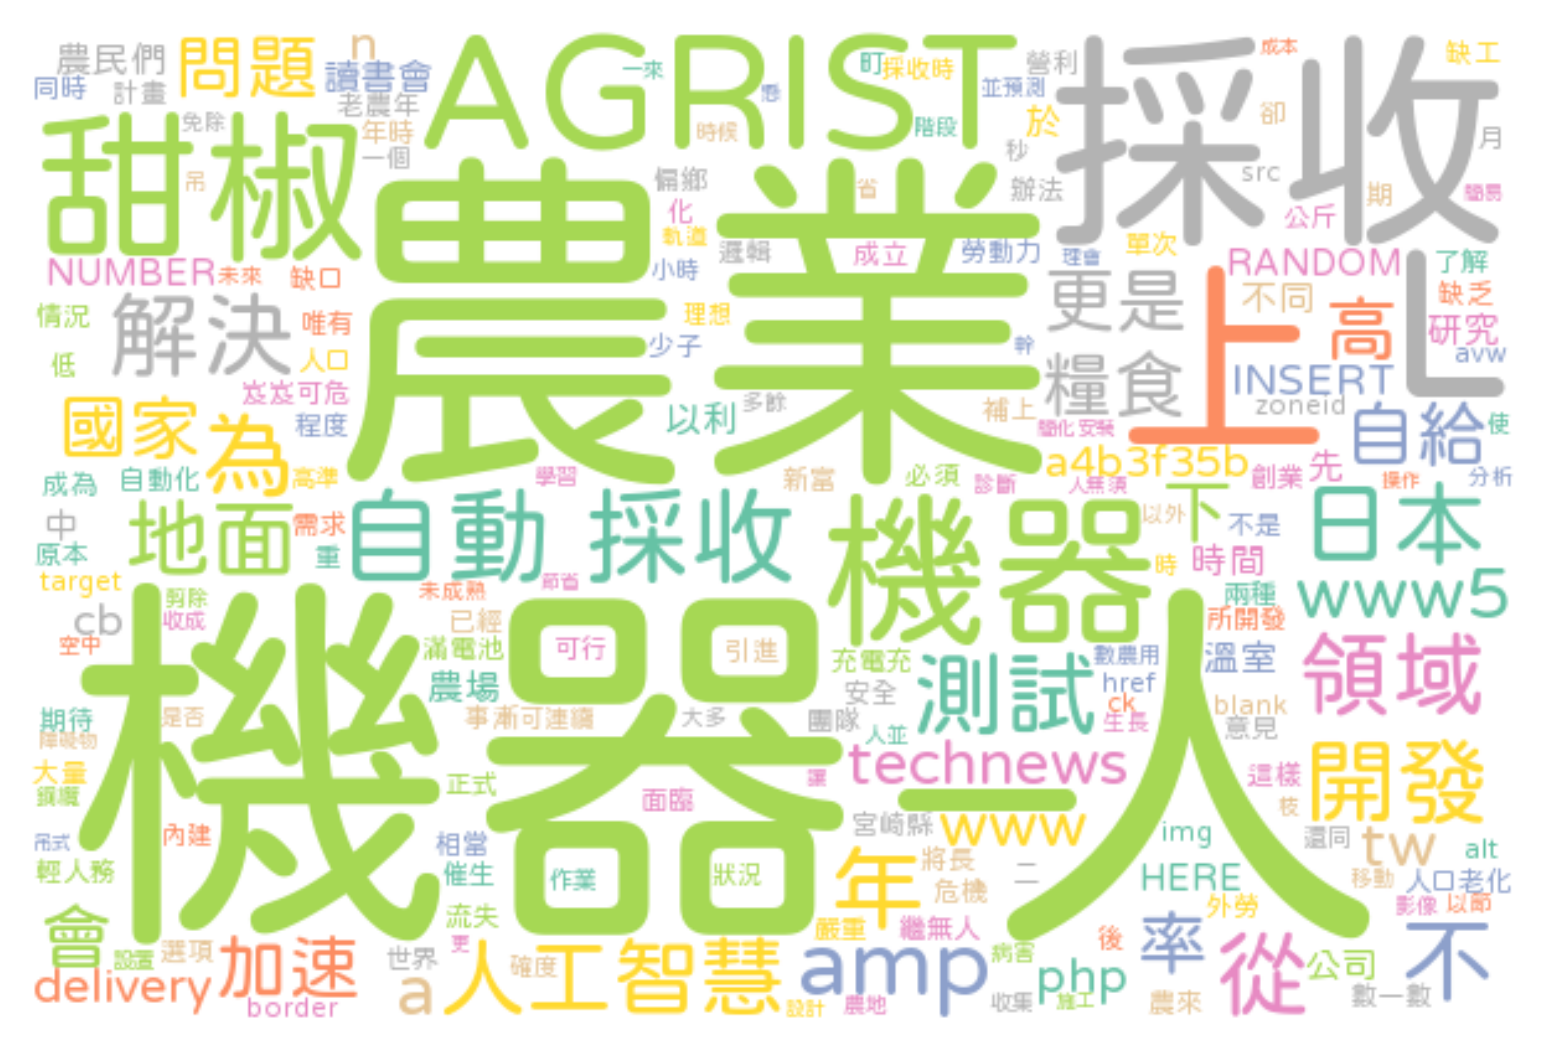 農民們 問題 n 讀書會 AGRIST 一來 懸 町 採收時 營利 成本 缺工
同時 計畫 老農年 並預測 採收
甜椒 免除 年時 時候 階段 於 卻 月
一個 秒
吊 農業 偏鄉 省 辦法 src 期 簡易
化 公斤
NUMBER 未來 缺口 軌道 邏輯 成立 勞動力 理會 單次 RANDOM 了解
小時 更是 不同 缺乏
情況 解決 唯有 理想 上 高 研究
低 人口 少子 幹 糧食 INSERT avw
岌岌可危 多餘 zoneid
國家 為 程度 以利 補上 自給 使
簡化 安裝
成為 自動化 高準 學習 新富 必須 診斷 a4b3f35b 人無須 創業 先 操作 分析
中 地面 需求 自動 採收 機器 以外 下 不是 日本
原本 重 時 時間
target 剪除 未成熟 節省 兩種 www5
cb 收成 已經 所開發
空中 機器人 滿電池 可行 引進 充電充 測試 數農用 溫室 領域
農場 安全 href
期待 是否 事漸可連續 大多 團隊 人並 ck 生長 blank
障礙物 意見
大量 正式 讓 technews 這樣 開發
鋼纜 面臨 一 枝
吊式 內建 相當 宮崎縣 www img 還同 tw alt
輕人務 催生 作業 狀況 年 將長 二 HERE 移動 人口老化
流失 危機 外勞 影像 以節
會 設置 選項 加速 世界 更 嚴重 繼無人 後 率 從 不
人工智慧 確度 amp 病害 公司
delivery border a 設計 農地 收集 php 施工 農來 數一數